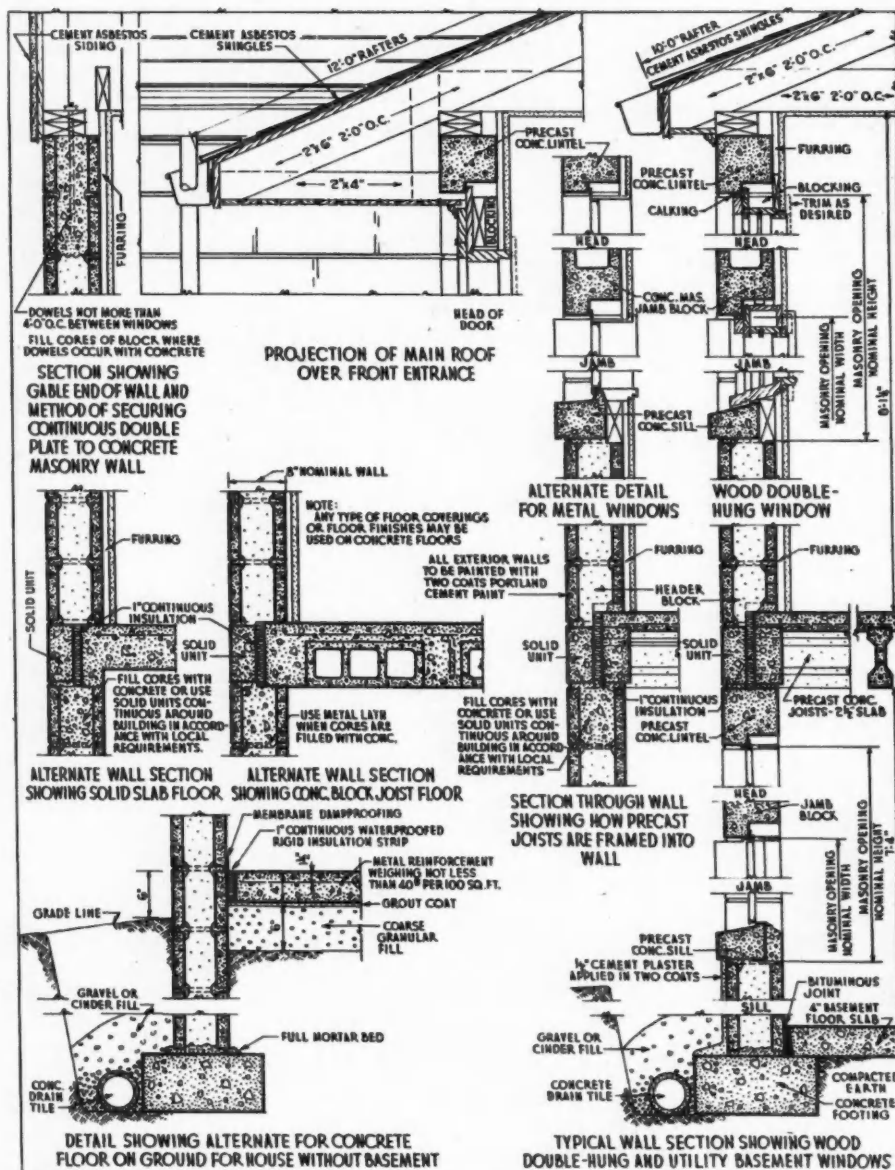 CEMENT ASBESTOS
SIDING
CEMENT ASBESTOS
SHINGLES
12'-0" RAFTERS
2"x6" 2'-0" O.C.
2"x4"
FURRING
BLOCKING
DOWELS NOT MORE THAN
4'-0" O.C. BETWEEN WINDOWS
FILL CORES OF BLOCK WHERE
DOWELS OCCUR WITH CONCRETE
SECTION SHOWING
GABLE END OF WALL AND
METHOD OF SECURING
CONTINUOUS DOUBLE
PLATE TO CONCRETE
MASONRY WALL
HEAD OF
DOOR
PROJECTION OF MAIN ROOF
OVER FRONT ENTRANCE
10'-0" RAFTER
CEMENT ASBESTOS SHINGLES
2"x6" 2'-0" O.C.
2"x6" 2'-0" O.C.
PRECAST
CONC. LINTEL
PRECAST
CONC. LINTEL
CALKING
FURRING
BLOCKING
TRIM AS
DESIRED
HEAD
HEAD
CONC. MAS.
JAMB BLOCK
JAMB
JAMB
MASONRY OPENING
NOMINAL WIDTH
MASONRY OPENING
NOMINAL HEIGHT
PRECAST
CONC. SILL
ALTERNATE DETAIL
FOR METAL WINDOWS
WOOD DOUBLE-
HUNG WINDOW
8" NOMINAL WALL
NOTE:
ANY TYPE OF FLOOR COVERINGS
OR FLOOR FINISHES MAY BE
USED ON CONCRETE FLOORS
FURRING
SOLID UNIT
1" CONTINUOUS
INSULATION
SOLID
UNIT
FILL CORES WITH
CONCRETE OR USE
SOLID UNITS CON-
TINUOUS AROUND
BUILDING IN ACCORD-
ANCE WITH LOCAL
REQUIREMENTS.
USE METAL LATH
WHEN CORES ARE
FILLED WITH CONC.
ALTERNATE WALL SECTION
SHOWING SOLID SLAB FLOOR
ALTERNATE WALL SECTION
SHOWING CONC. BLOCK JOIST FLOOR
ALL EXTERIOR WALLS
TO BE PAINTED WITH
TWO COATS PORTLAND
CEMENT PAINT
FURRING
FURRING
HEADER
BLOCK
SOLID
UNIT
SOLID
UNIT
FILL CORES WITH
CONCRETE OR USE
SOLID UNITS CON-
TINUOUS AROUND
BUILDING IN ACCORD-
ANCE WITH LOCAL
REQUIREMENTS
1" CONTINUOUS
INSULATION
PRECAST
CONC. LINTEL
PRECAST CONC.
JOISTS - 2½" SLAB
SECTION THROUGH WALL
SHOWING HOW PRECAST
JOISTS ARE FRAMED INTO
WALL
MEMBRANE DAMPPROOFING
1" CONTINUOUS WATERPROOFED
RIGID INSULATION STRIP
4"
METAL REINFORCEMENT
WEIGHING NOT LESS
THAN 40# PER 100 SQ. FT.
GROUT COAT
6"
6"
COARSE
GRANULAR
FILL
GRADE LINE
GRAVEL OR
CINDER FILL
FULL MORTAR BED
CONC.
DRAIN
TILE
DETAIL SHOWING ALTERNATE FOR CONCRETE
FLOOR ON GROUND FOR HOUSE WITHOUT BASEMENT
HEAD
JAMB
BLOCK
JAMB
MASONRY OPENING
NOMINAL WIDTH
MASONRY OPENING
NOMINAL HEIGHT
7'-4"
PRECAST
CONC. SILL
½" CEMENT PLASTER
APPLIED IN TWO COATS
SILL
BITUMINOUS
JOINT
4" BASEMENT
FLOOR SLAB
GRAVEL OR
CINDER FILL
CONCRETE
DRAIN TILE
COMPACTED
EARTH
CONCRETE
FOOTING
TYPICAL WALL SECTION SHOWING WOOD
DOUBLE-HUNG AND UTILITY BASEMENT WINDOWS